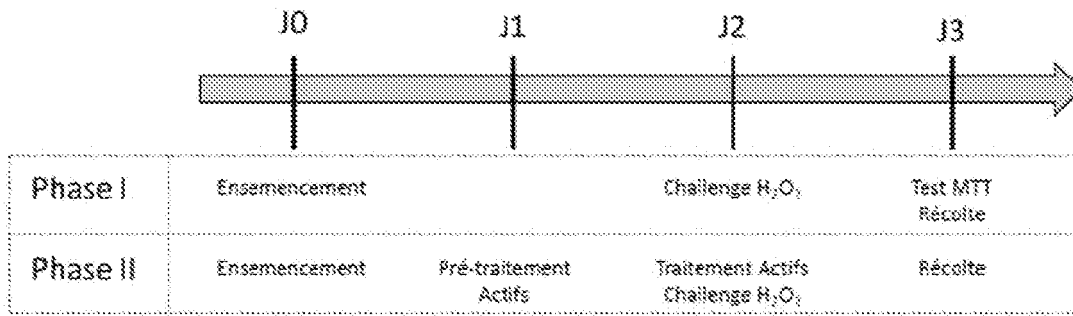 J0 J1 J2 J3
Phase I Ensemencement Challenge H₂O₂ Test MTT
Récolte
Phase II Ensemencement Pré-traitement Traitement Actifs Récolte
Actifs Challenge H₂O₂